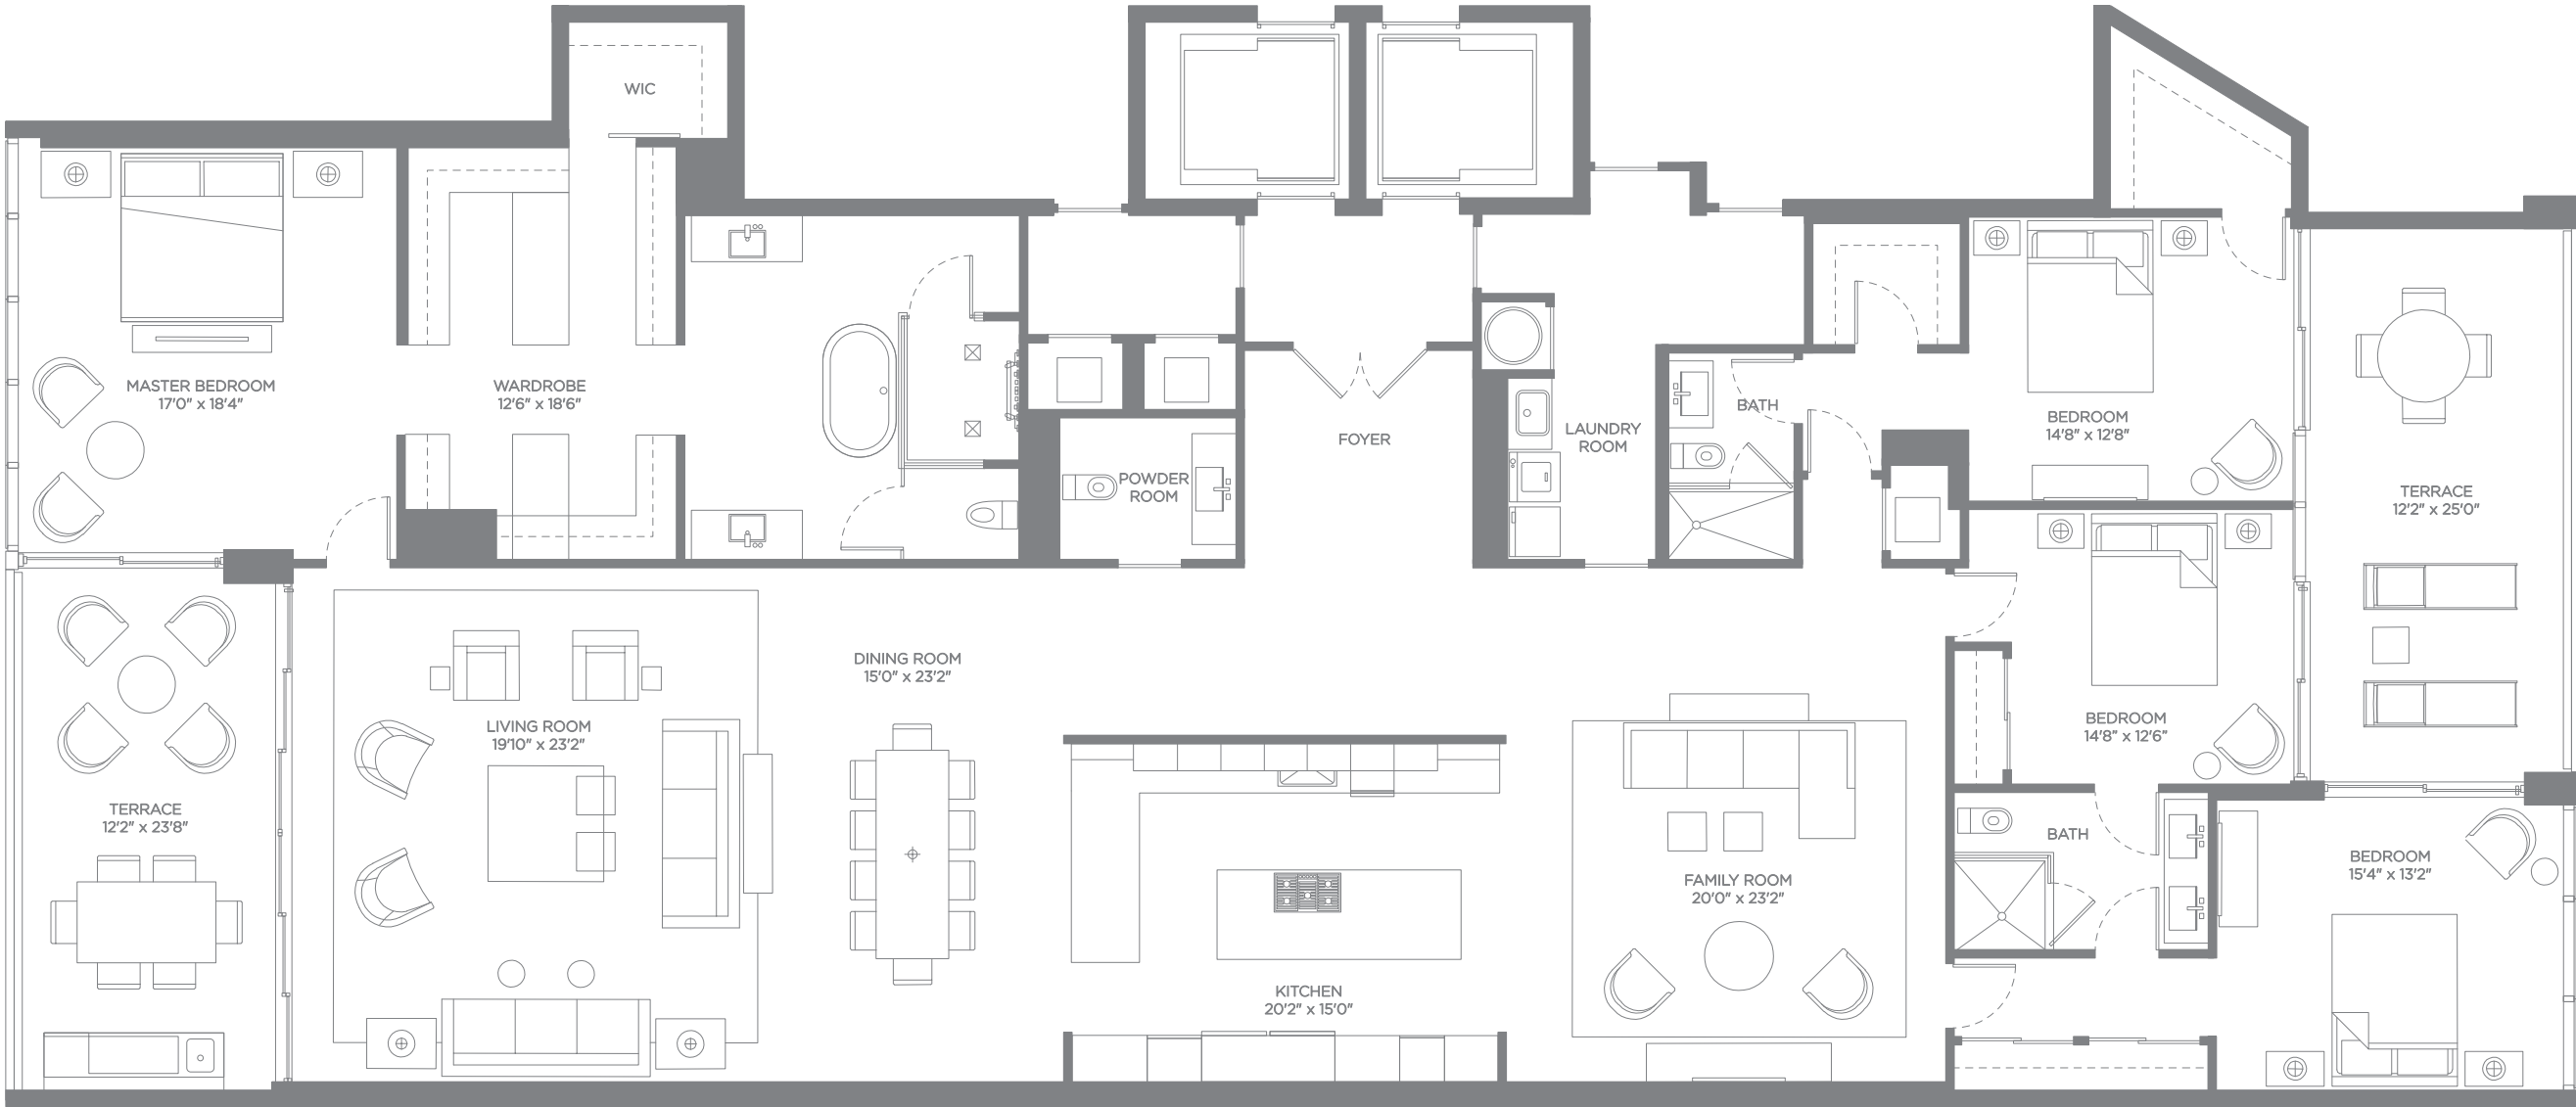 WIC
MASTER BEDROOM
17'0" x 18'4"
WARDROBE
12'6" x 18'6"
POWDER
ROOM
FOYER
LAUNDRY
ROOM
BATH
BEDROOM
14'8" x 12'8"
TERRACE
12'2" x 25'0"
DINING ROOM
15'0" x 23'2"
LIVING ROOM
19'10" x 23'2"
TERRACE
12'2" x 23'8"
KITCHEN
20'2" x 15'0"
FAMILY ROOM
20'0" x 23'2"
BEDROOM
14'8" x 12'6"
BATH
BEDROOM
15'4" x 13'2"